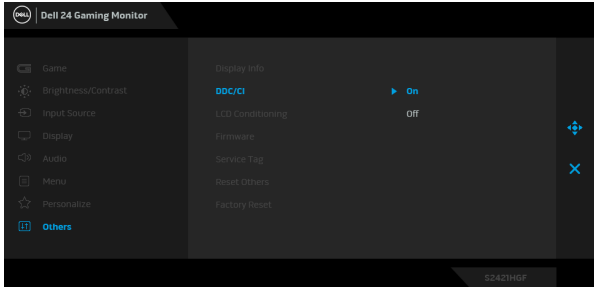 DELL Dell 24 Gaming Monitor
Game
Brightness/Contrast
Input Source
Display
Audio
Menu
Personalize
Others
Display Info
DDC/CI
On
LCD Conditioning
Off
Firmware
Service Tag
Reset Others
Factory Reset
S2421HGF